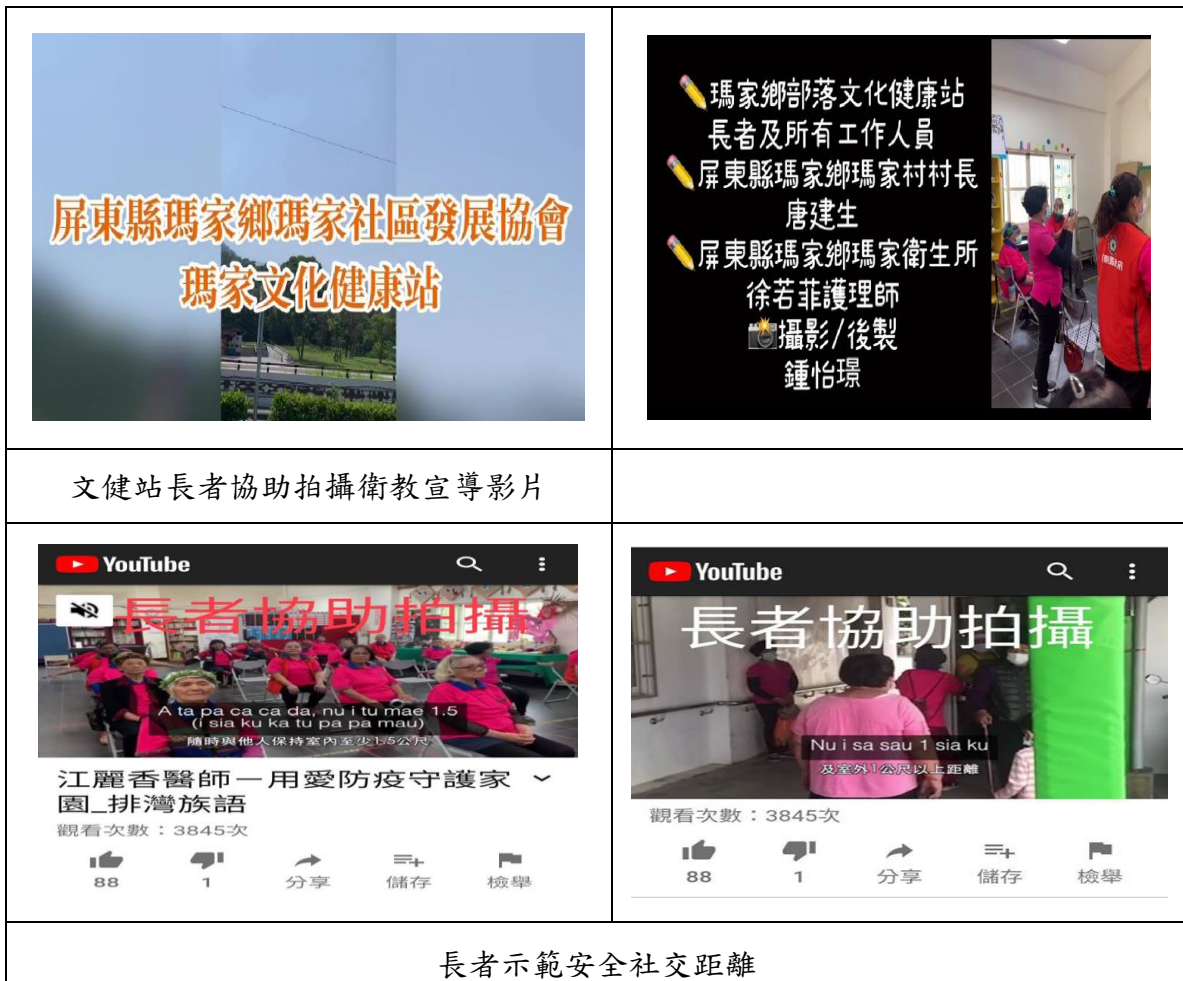 屏東縣瑪家鄉瑪家社區發展協會
瑪家文化健康站
✏️瑪家鄉部落文化健康站
長者及所有工作人員
✏️屏東縣瑪家鄉瑪家村村長
唐建生
✏️屏東縣瑪家鄉瑪家衛生所
徐若菲護理師
📸攝影/後製
鍾怡璟
文健站長者協助拍攝衛教宣導影片
YouTube
長者協助拍攝
A ta pa ca ca da, nu i tu mae 1.5
(i sia ku ka tu pa pa mau)
隨時與他人保持室內至少1.5公尺
江麗香醫師－用愛防疫守護家
園_排灣族語
觀看次數：3845次
88
1
分享
儲存
檢舉
YouTube
長者協助拍攝
Nu i sa sau 1 sia ku
及室外1公尺以上距離
觀看次數：3845次
88
1
分享
儲存
檢舉
長者示範安全社交距離